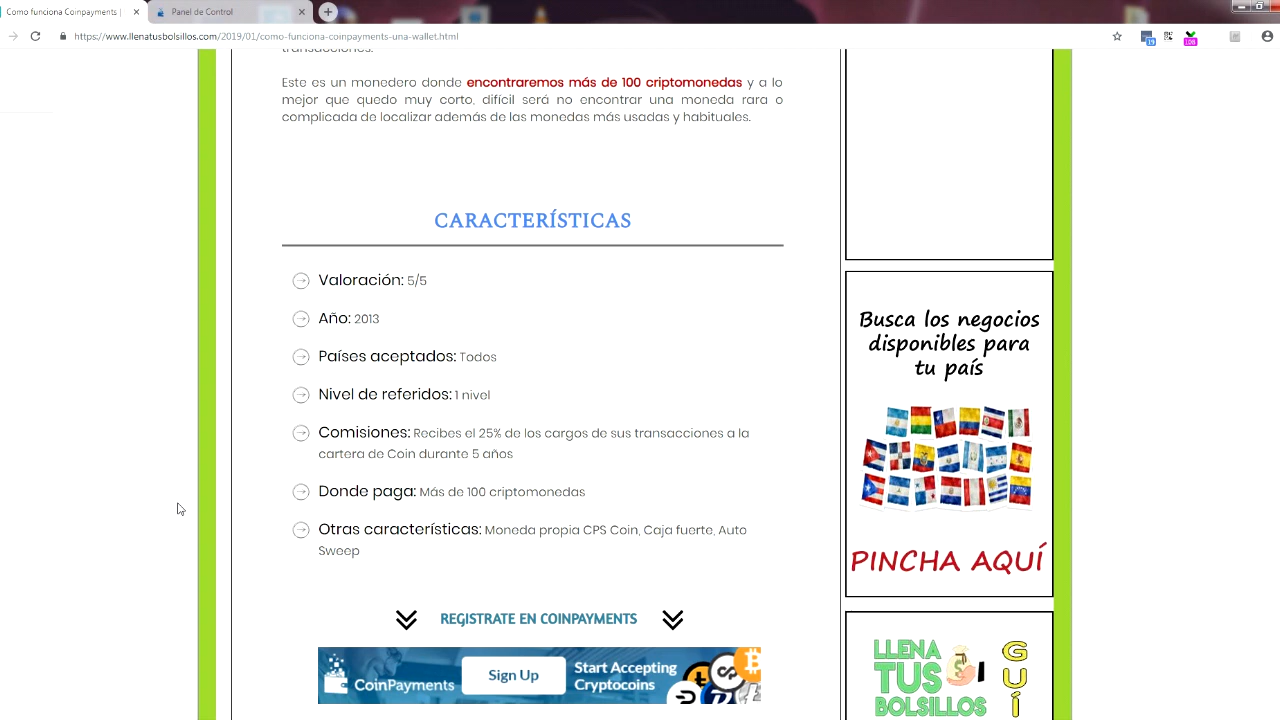 Como funciona Coinpayments |
Panel de Control
https://www.llenatusbolsillos.com/2019/01/como-funciona-coinpayments-una-wallet.html
19
108
transacciones.
Este es un monedero donde encontraremos más de 100 criptomonedas y a lo
mejor que quedo muy corto, difícil será no encontrar una moneda rara o
complicada de localizar además de las monedas más usadas y habituales.
CARACTERÍSTICAS
Valoración: 5/5
Año: 2013
Países aceptados: Todos
Nivel de referidos: 1 nivel
Comisiones: Recibes el 25% de los cargos de sus transacciones a la
cartera de Coin durante 5 años
Donde paga: Más de 100 criptomonedas
Otras características: Moneda propia CPS Coin, Caja fuerte, Auto
Sweep
REGISTRATE EN COINPAYMENTS
CoinPayments
Sign Up
Start Accepting
Cryptocoins
Busca los negocios
disponibles para
tu país
PINCHA AQUÍ
LLENA
TUS
BOLSILLOS
G
U
Í